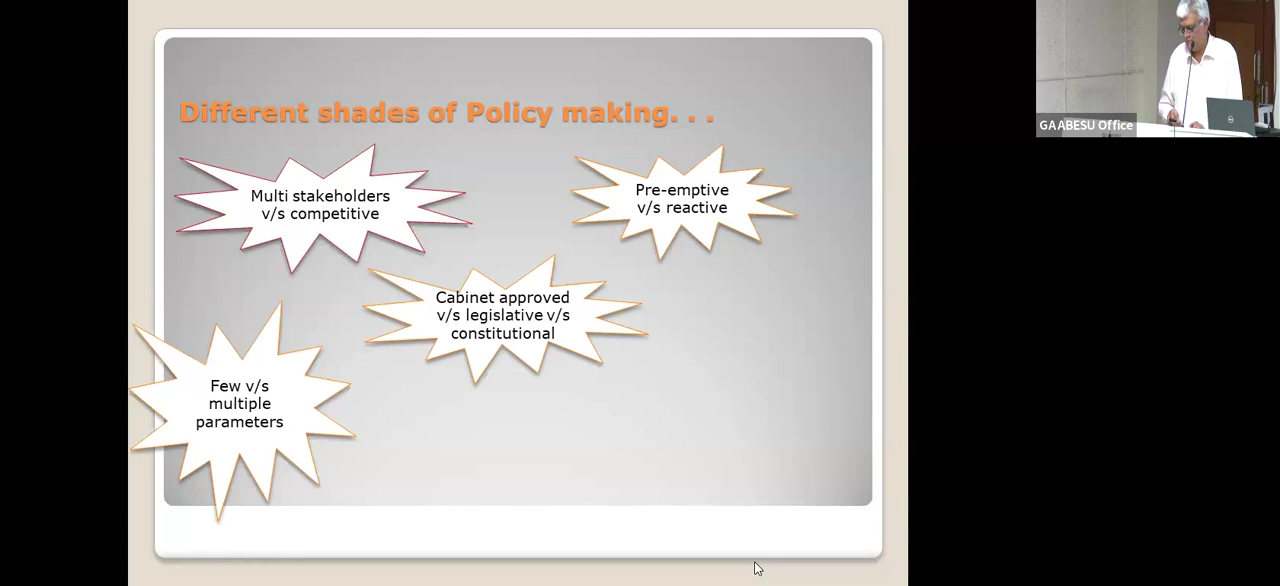 Different shades of Policy making. . .
Multi stakeholders
v/s competitive
Pre-emptive
v/s reactive
Cabinet approved
v/s legislative v/s
constitutional
Few v/s
multiple
parameters
GAABESU Office